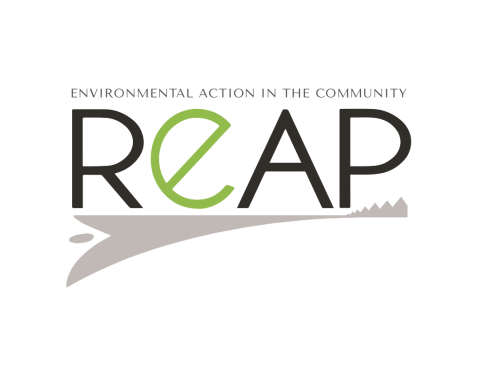 ENVIRONMENTAL ACTION IN THE COMMUNITY
ReAP